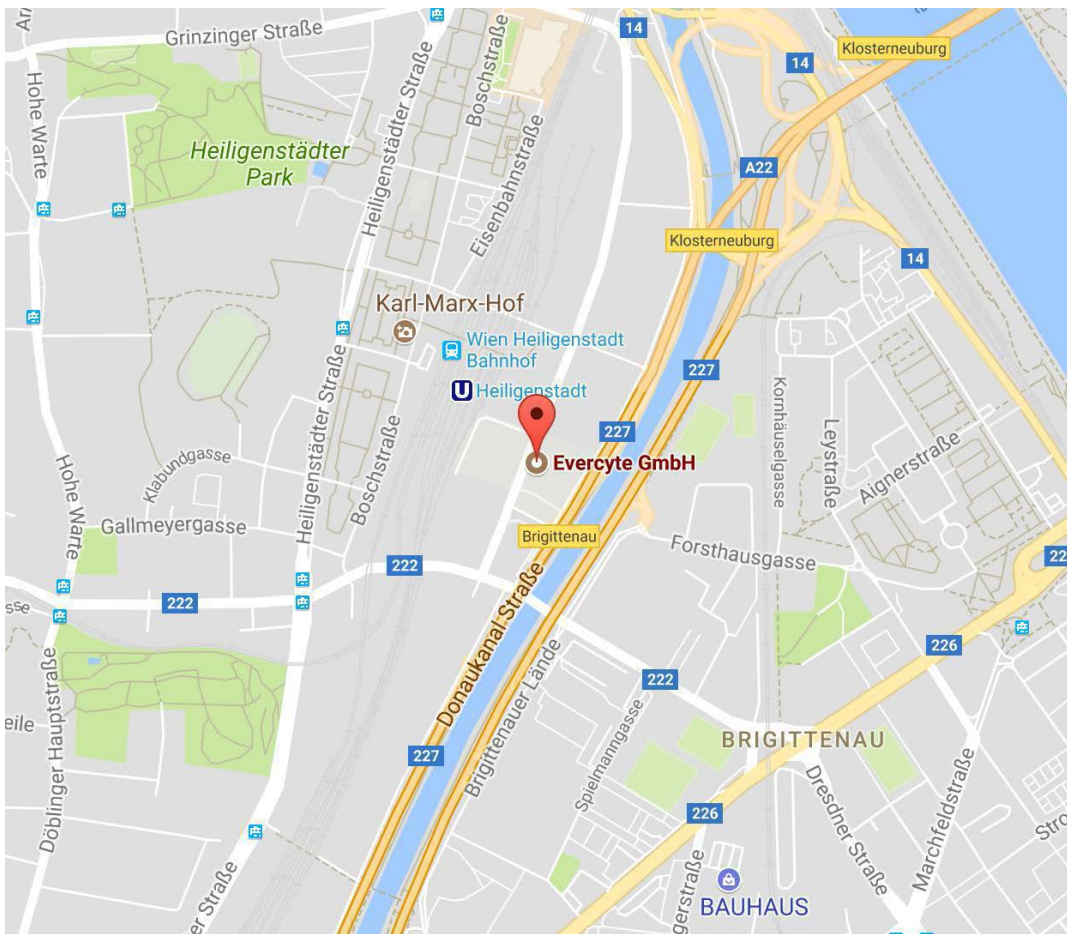 Grinzinger Straße
14
Klosterneuburg
14
Hohe Warte
Heiligenstädter Straße
Boschstraße
Heiligenstädter
Park
Eisenbahnstraße
A22
Klosterneuburg
14
Karl-Marx-Hof
Wien Heiligenstadt
Bahnhof
U Heiligenstadt
227
227
Evercyte GmbH
Kornhäuselgasse
Leystraße
Aignerstraße
Heiligenstädter Straße
Boschstraße
Klabundgasse
Hohe Warte
Gallmeyergasse
Brigittenau
Forsthausgasse
222
222
226
Donaukanal-Straße
Brigittenauer Lände
222
Döblinger Hauptstraße
227
Spielmanngasse
BRIGITTENAU
226
Dresdner Straße
Marchfeldstraße
BAUHAUS